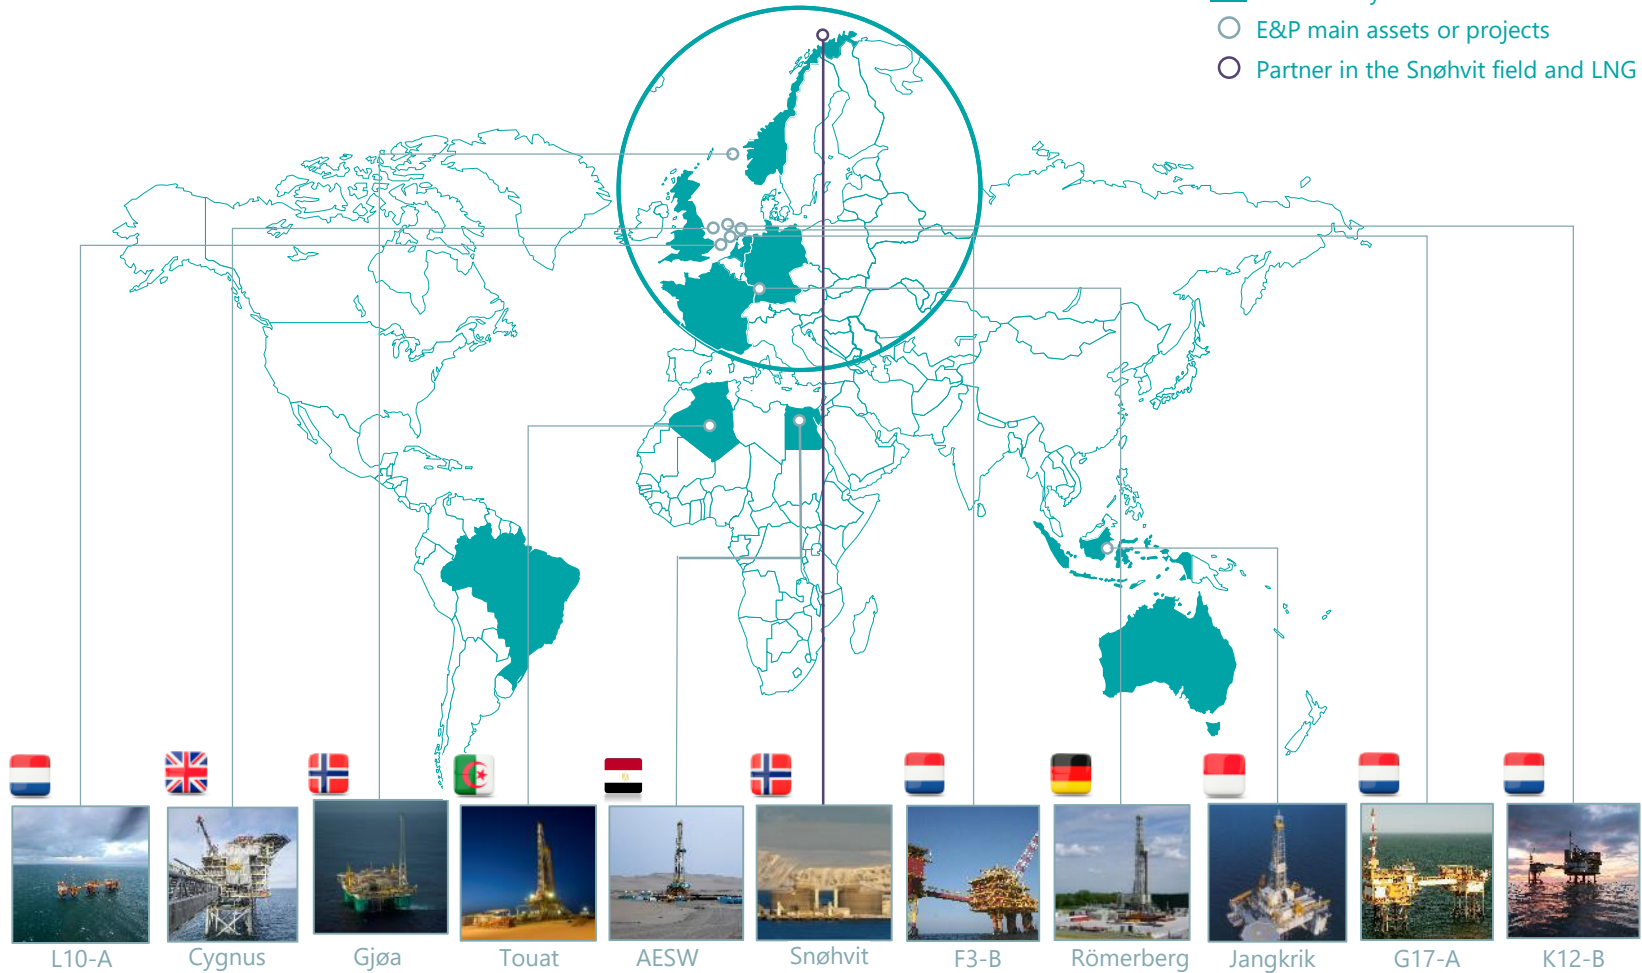 E&P main assets or projects
Partner in the Snøhvit field and LNG
L10-A
Cygnus
Gjøa
Touat
AESW
Snøhvit
F3-B
Römerberg
Jangkrik
G17-A
K12-B